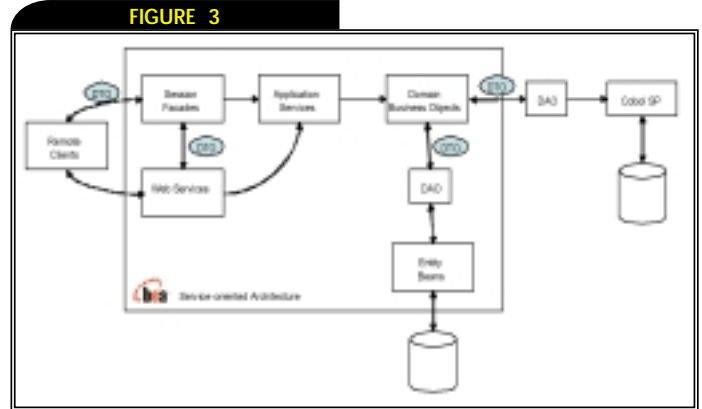 FIGURE 3
DTO
Session
Facades
Application
Services
Domain
Business Objects
DTO
DAO
Cobol SP
Remote
Clients
DTO
DTO
Web Services
DAO
Entity
Beans
bea
Service-oriented Architecture